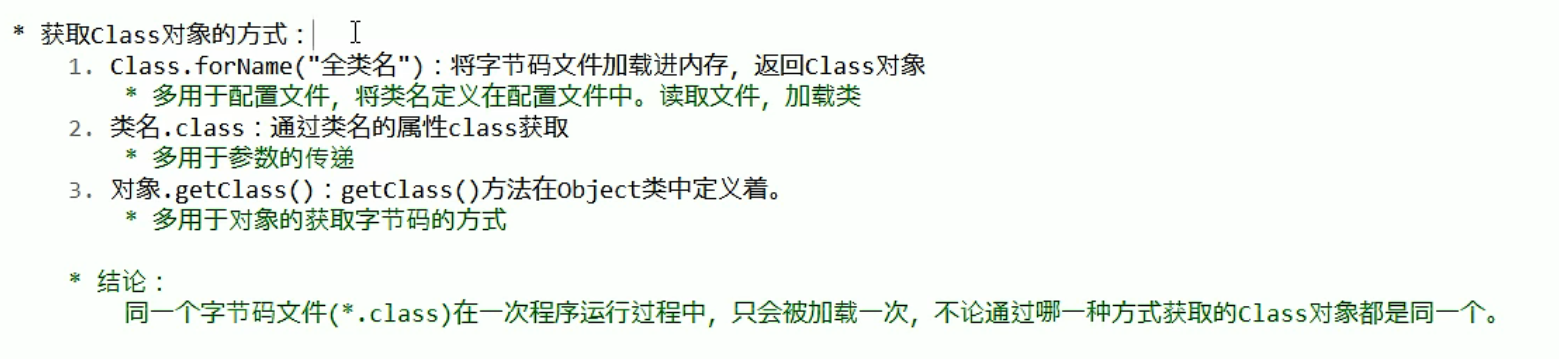 * 获取Class对象的方式：
1. Class.forName("全类名")：将字节码文件加载进内存，返回Class对象
* 多用于配置文件，将类名定义在配置文件中。读取文件，加载类
2. 类名.class：通过类名的属性class获取
* 多用于参数的传递
3. 对象.getClass()：getClass()方法在Object类中定义着。
* 多用于对象的获取字节码的方式
* 结论：
同一个字节码文件(*.class)在一次程序运行过程中，只会被加载一次，不论通过哪一种方式获取的Class对象都是同一个。